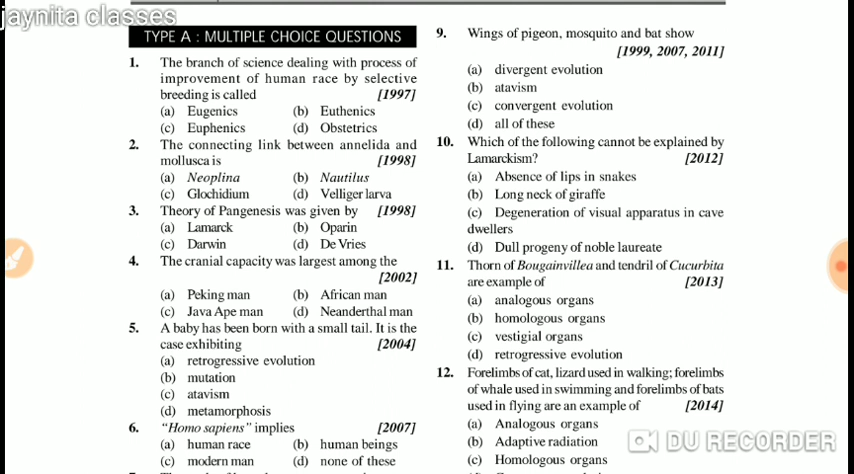 jaynita classes
TYPE A : MULTIPLE CHOICE QUESTIONS
1. The branch of science dealing with process of
improvement of human race by selective
breeding is called [1997]
(a) Eugenics (b) Euthenics
(c) Euphenics (d) Obstetrics
2. The connecting link between annelida and
mollusca is [1998]
(a) Neoplina (b) Nautilus
(c) Glochidium (d) Velliger larva
3. Theory of Pangenesis was given by [1998]
(a) Lamarck (b) Oparin
(c) Darwin (d) De Vries
4. The cranial capacity was largest among the
[2002]
(a) Peking man (b) African man
(c) Java Ape man (d) Neanderthal man
5. A baby has been born with a small tail. It is the
case exhibiting [2004]
(a) retrogressive evolution
(b) mutation
(c) atavism
(d) metamorphosis
6. “Homo sapiens” implies [2007]
(a) human race (b) human beings
(c) modern man (d) none of these
9. Wings of pigeon, mosquito and bat show
[1999, 2007, 2011]
(a) divergent evolution
(b) atavism
(c) convergent evolution
(d) all of these
10. Which of the following cannot be explained by
Lamarckism? [2012]
(a) Absence of lips in snakes
(b) Long neck of giraffe
(c) Degeneration of visual apparatus in cave
dwellers
(d) Dull progeny of noble laureate
11. Thorn of Bougainvillea and tendril of Cucurbita
are example of [2013]
(a) analogous organs
(b) homologous organs
(c) vestigial organs
(d) retrogressive evolution
12. Forelimbs of cat, lizard used in walking; forelimbs
of whale used in swimming and forelimbs of bats
used in flying are an example of [2014]
(a) Analogous organs
(b) Adaptive radiation
(c) Homologous organs
DU RECORDER